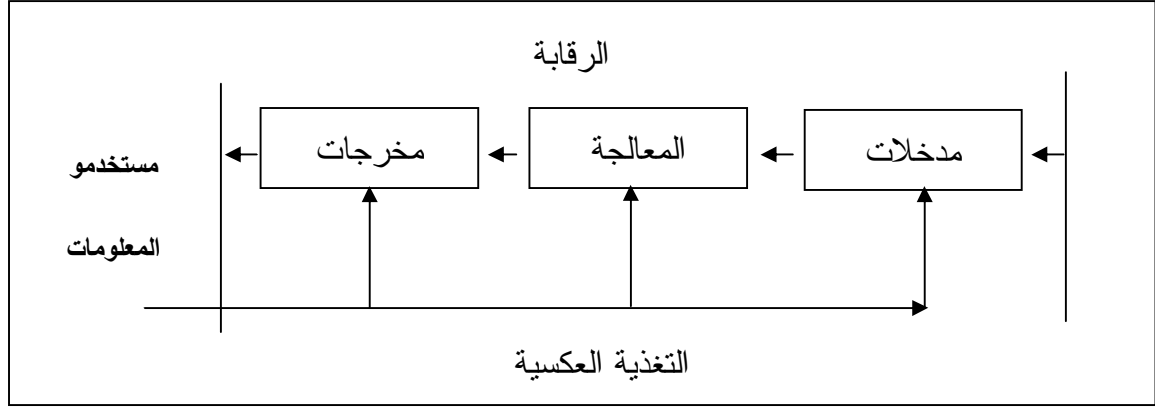 الرقابة
مدخلات
المعالجة
مخرجات
مستخدمو
المعلومات
التغذية العكسية